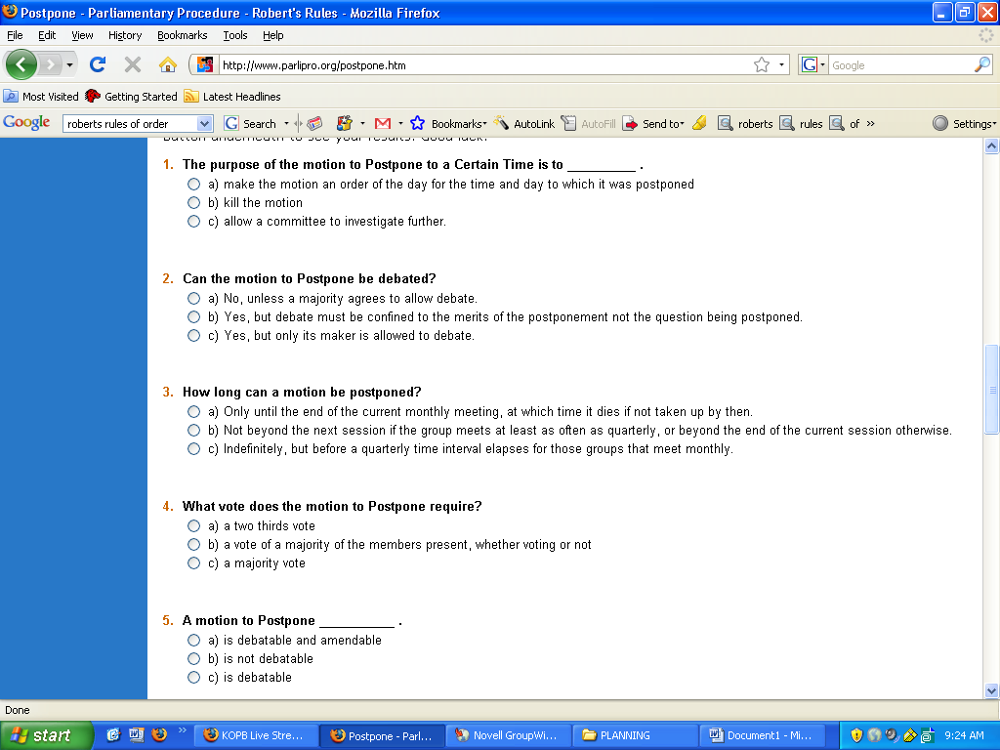 Postpone - Parliamentary Procedure - Robert's Rules - Mozilla Firefox
File Edit View History Bookmarks Tools Help
http://www.parlipro.org/postpone.htm
G Google
Most Visited Getting Started Latest Headlines
Google roberts rules of order G Search Bookmarks AutoLink AutoFill Send to roberts rules of » Settings
button underneath to see your results. Good luck!
1. The purpose of the motion to Postpone to a Certain Time is to __________ .
a) make the motion an order of the day for the time and day to which it was postponed
b) kill the motion
c) allow a committee to investigate further.
2. Can the motion to Postpone be debated?
a) No, unless a majority agrees to allow debate.
b) Yes, but debate must be confined to the merits of the postponement not the question being postponed.
c) Yes, but only its maker is allowed to debate.
3. How long can a motion be postponed?
a) Only until the end of the current monthly meeting, at which time it dies if not taken up by then.
b) Not beyond the next session if the group meets at least as often as quarterly, or beyond the end of the current session otherwise.
c) Indefinitely, but before a quarterly time interval elapses for those groups that meet monthly.
4. What vote does the motion to Postpone require?
a) a two thirds vote
b) a vote of a majority of the members present, whether voting or not
c) a majority vote
5. A motion to Postpone ___________ .
a) is debatable and amendable
b) is not debatable
c) is debatable
Done
start » KOPB Live Stre... Postpone - Parl... Novell GroupWi... PLANNING Document1 - Mi... 9:24 AM